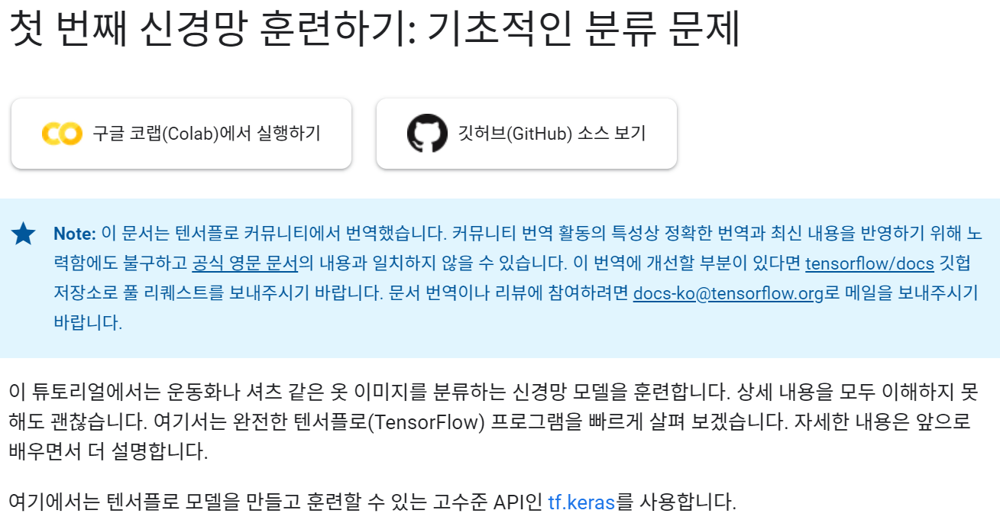 첫 번째 신경망 훈련하기: 기초적인 분류 문제
구글 코랩(Colab)에서 실행하기
깃허브(GitHub) 소스 보기
Note: 이 문서는 텐서플로 커뮤니티에서 번역했습니다. 커뮤니티 번역 활동의 특성상 정확한 번역과 최신 내용을 반영하기 위해 노
력함에도 불구하고 공식 영문 문서의 내용과 일치하지 않을 수 있습니다. 이 번역에 개선할 부분이 있다면 tensorflow/docs 깃헙
저장소로 풀 리퀘스트를 보내주시기 바랍니다. 문서 번역이나 리뷰에 참여하려면 docs-ko@tensorflow.org로 메일을 보내주시기
바랍니다.
이 튜토리얼에서는 운동화나 셔츠 같은 옷 이미지를 분류하는 신경망 모델을 훈련합니다. 상세 내용을 모두 이해하지 못
해도 괜찮습니다. 여기서는 완전한 텐서플로(TensorFlow) 프로그램을 빠르게 살펴 보겠습니다. 자세한 내용은 앞으로
배우면서 더 설명합니다.
여기에서는 텐서플로 모델을 만들고 훈련할 수 있는 고수준 API인 tf.keras를 사용합니다.